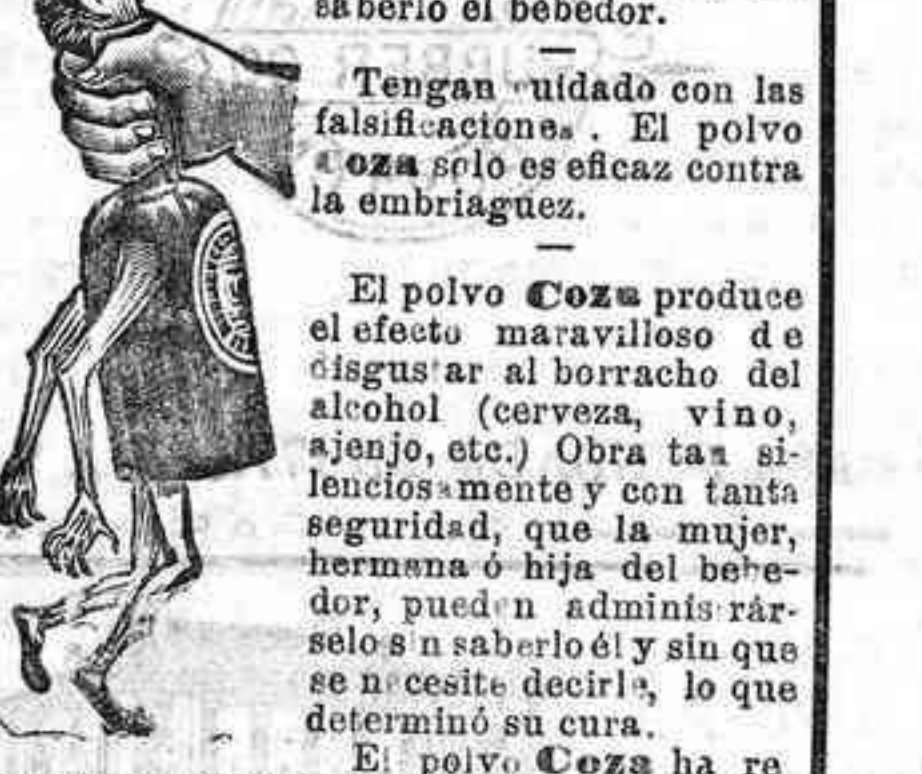 saberlo el bebedor.
Tengan cuidado con las
falsificaciones. El polvo
Coza solo es eficaz contra
la embriaguez.
El polvo Coza produce
el efecto maravilloso de
disgustar al borracho del
alcohol (cerveza, vino,
ajenjo, etc.) Obra tan si-
lenciosamente y con tanta
seguridad, que la mujer,
hermana ó hija del bebe-
dor, pueden adminis rár-
selo sin saberlo él y sin que
se necesite decirle, lo que
determinó su cura.
El polvo Coza ha re